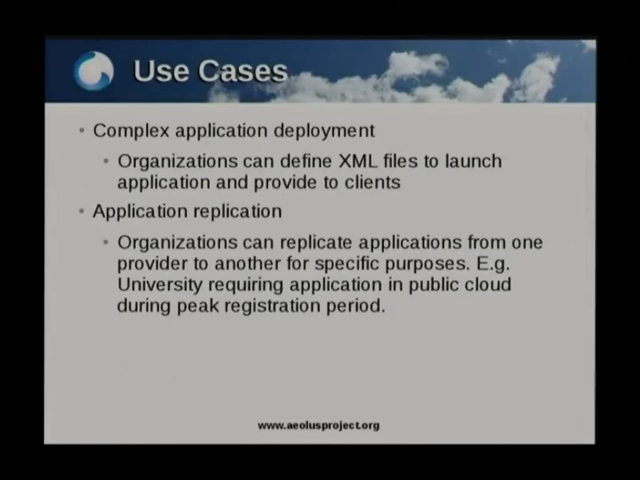 Use Cases
• Complex application deployment
• Organizations can define XML files to launch
application and provide to clients
• Application replication
• Organizations can replicate applications from one
provider to another for specific purposes. E.g.
University requiring application in public cloud
during peak registration period.
www.aeolusproject.org